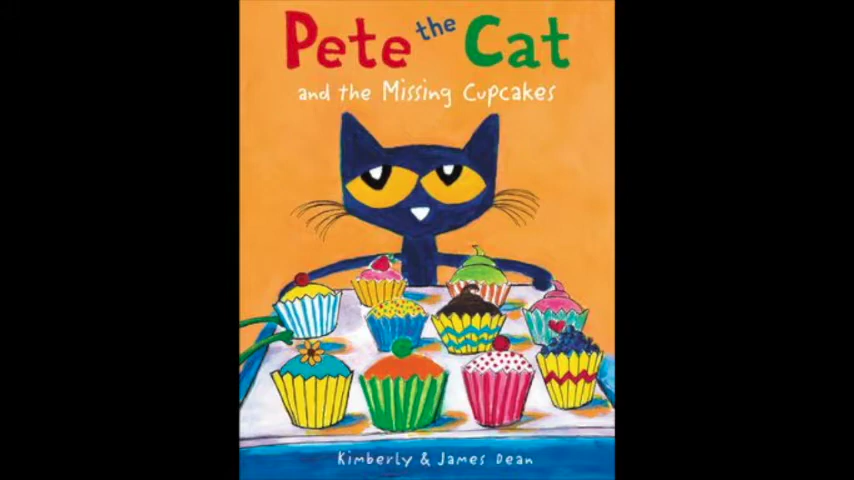 Pete the Cat
and the Missing Cupcakes
Kimberly & James Dean